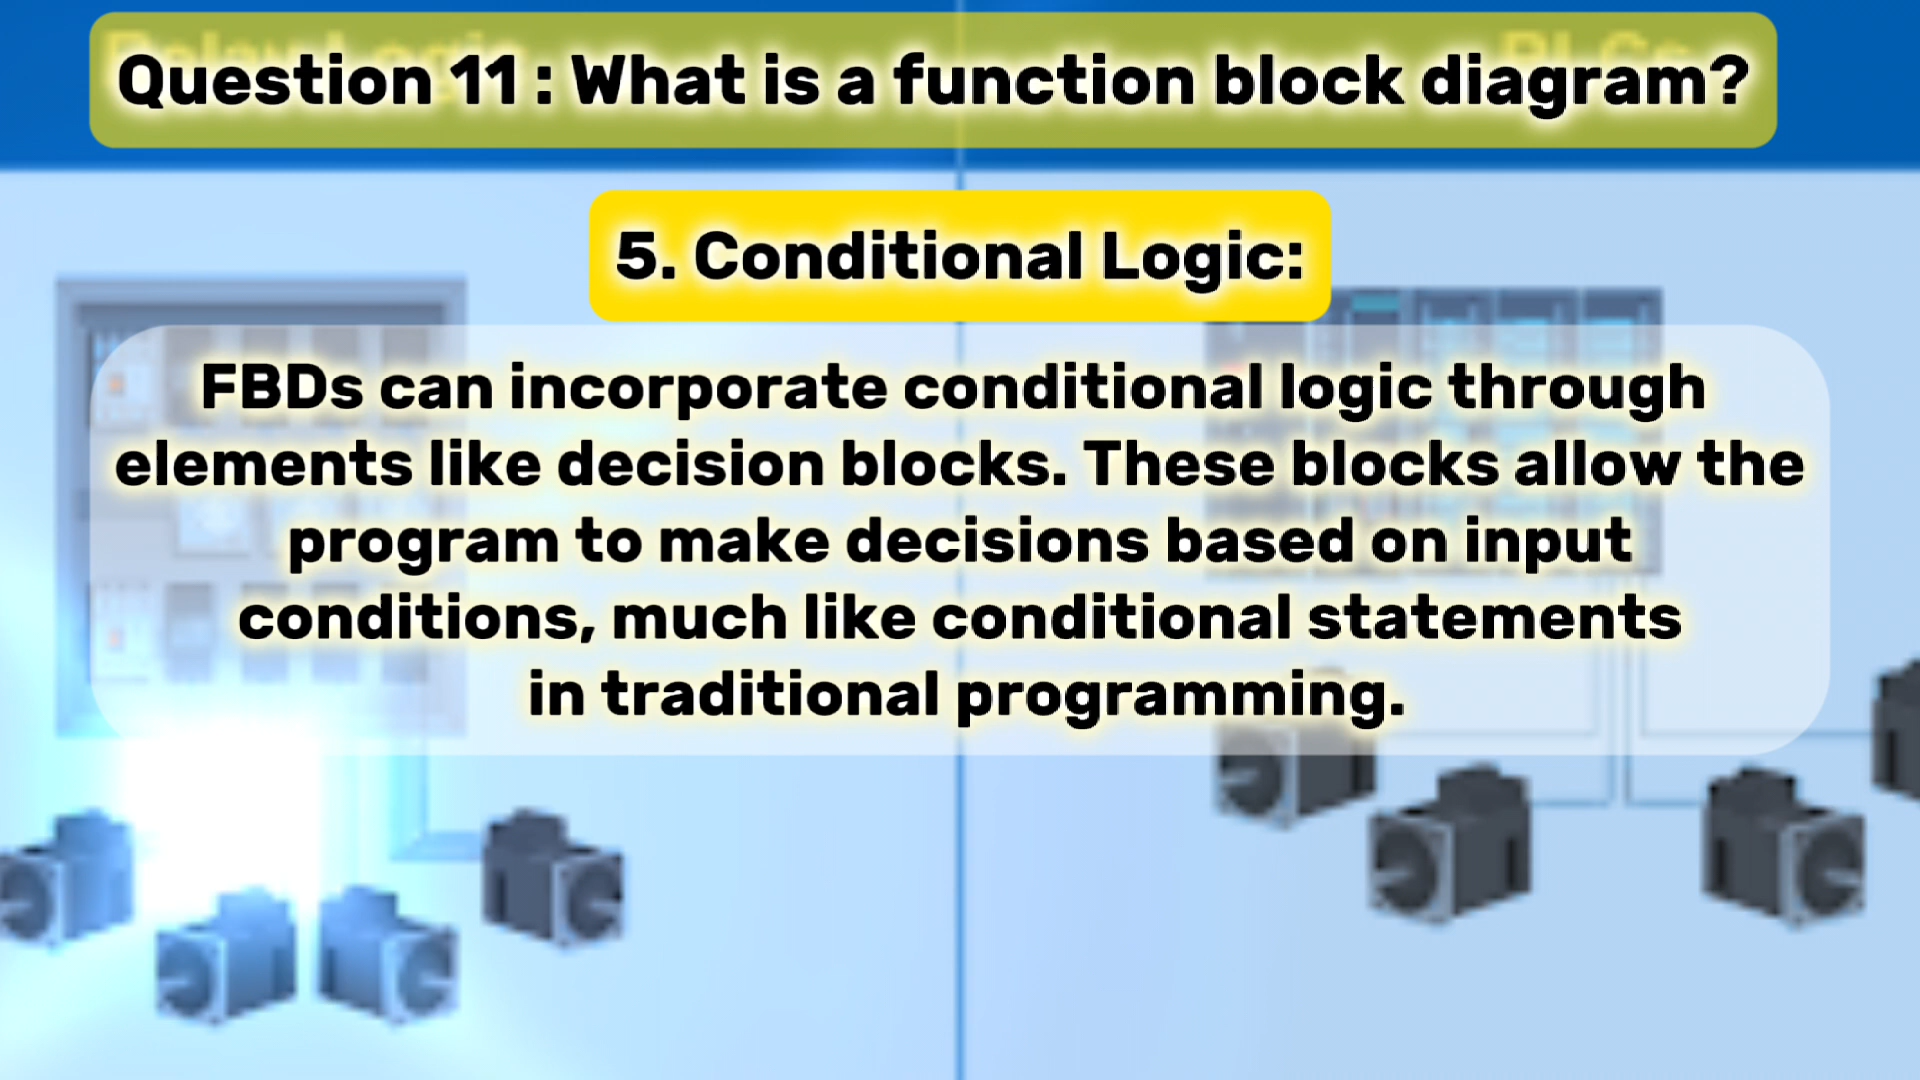 Question 11 : What is a function block diagram?
5. Conditional Logic:
FBDs can incorporate conditional logic through
elements like decision blocks. These blocks allow the
program to make decisions based on input
conditions, much like conditional statements
in traditional programming.